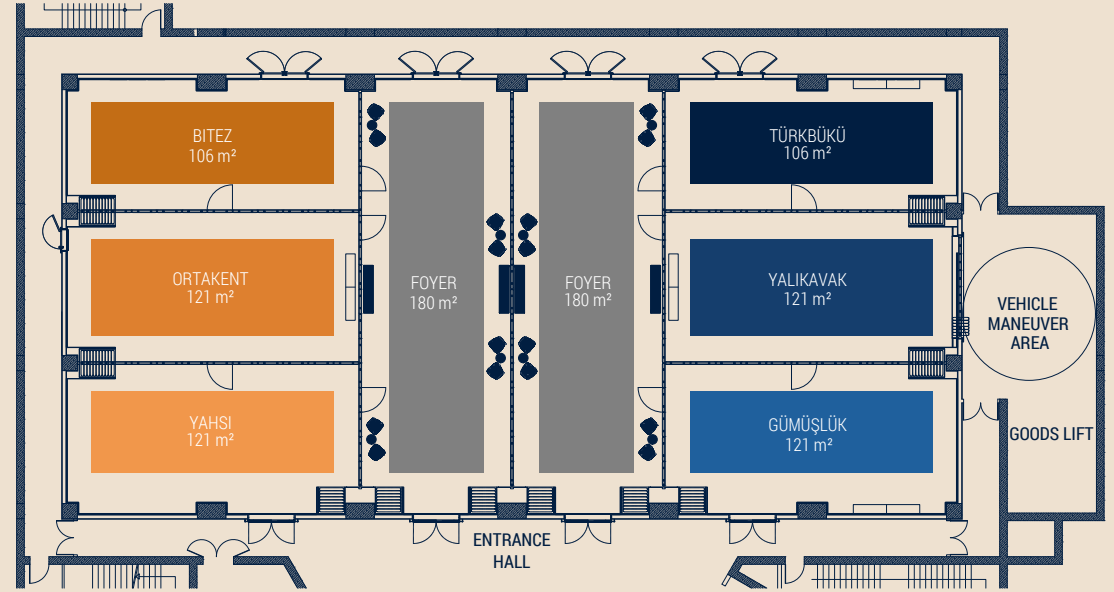 BITEZ
106 m²
TÜRKBÜKÜ
106 m²
ORTAKENT
121 m²
FOYER
180 m²
FOYER
180 m²
YALIKAVAK
121 m²
VEHICLE
MANEUVER
AREA
YAHSI
121 m²
GÜMÜŞLÜK
121 m²
GOODS LIFT
ENTRANCE
HALL